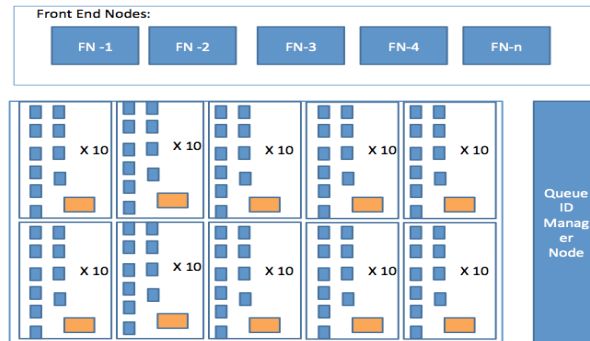 Front End Nodes:
FN -1 FN -2 FN-3 FN-4 FN-n
X 10 X 10 X 10 X 10 X 10
X 10 X 10 X 10 X 10 X 10
Queue
ID
Manag
er
Node